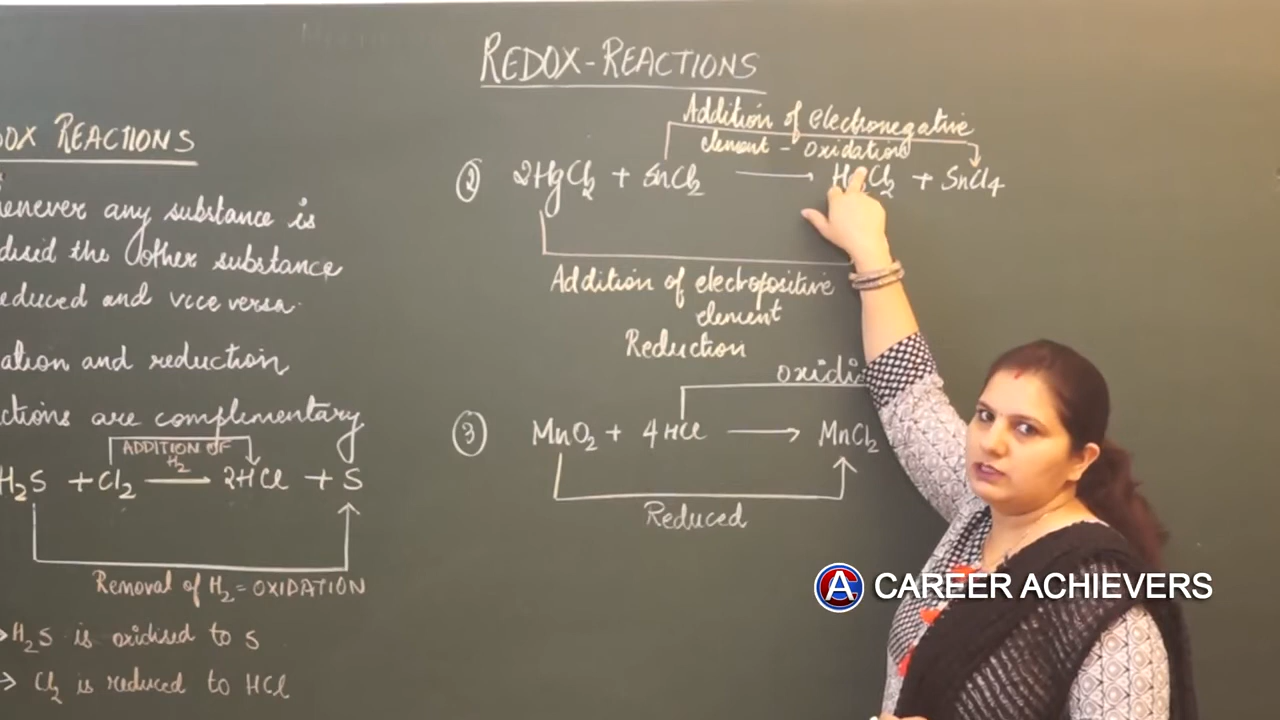 REDOX-REACTIONS
DOX REACTIONS
enever any substance is
dised the other substance
educed and vice versa.
ation and reduction
ctions are complimentary
ADDITION OF
H₂
H₂S + Cl₂ → 2HCl + S
Removal of H₂ = OXIDATION
→ H₂S is oxidised to S
→ Cl₂ is reduced to HCl
Addition of electronegative
element - Oxidation
② 2HgCl₂ + SnCl₂ → Cl₂ + SnCl₄
Addition of electropositive
element
Reduction
oxidi
③ MnO₂ + 4HCl → MnCl₂
Reduced
CA CAREER ACHIEVERS